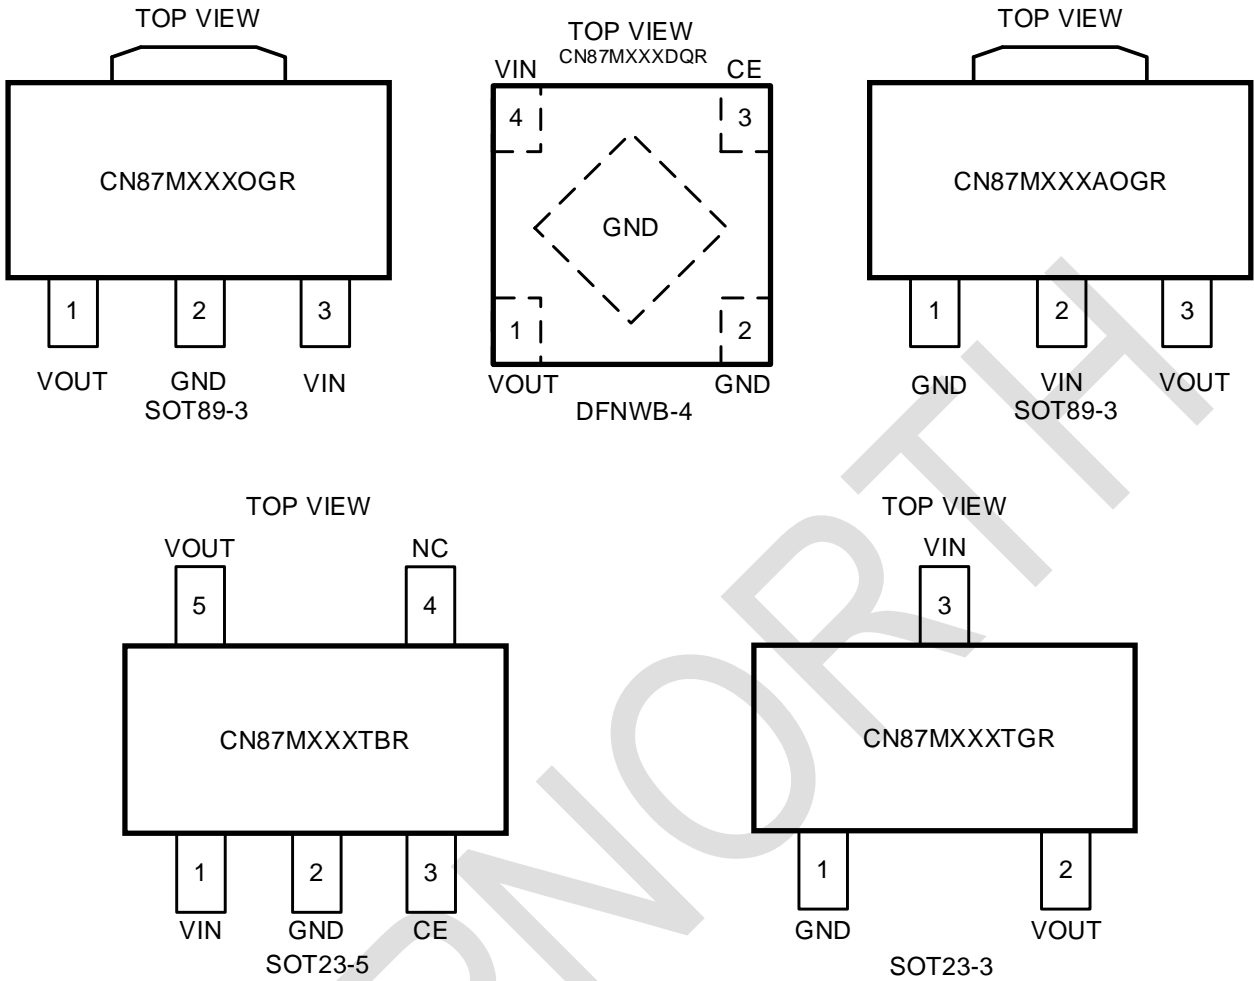 TOP VIEW
CN87MXXXOGR
1 2 3
VOUT GND VIN
SOT89-3
TOP VIEW
CN87MXXXDQR
VIN CE
4 3
GND
1 2
VOUT GND
DFNWB-4
TOP VIEW
CN87MXXXAOGR
1 2 3
GND VIN VOUT
SOT89-3
TOP VIEW
VOUT NC
5 4
CN87MXXXTBR
1 2 3
VIN GND CE
SOT23-5
TOP VIEW
VIN
3
CN87MXXXTGR
1 2
GND VOUT
SOT23-3
RNORTH